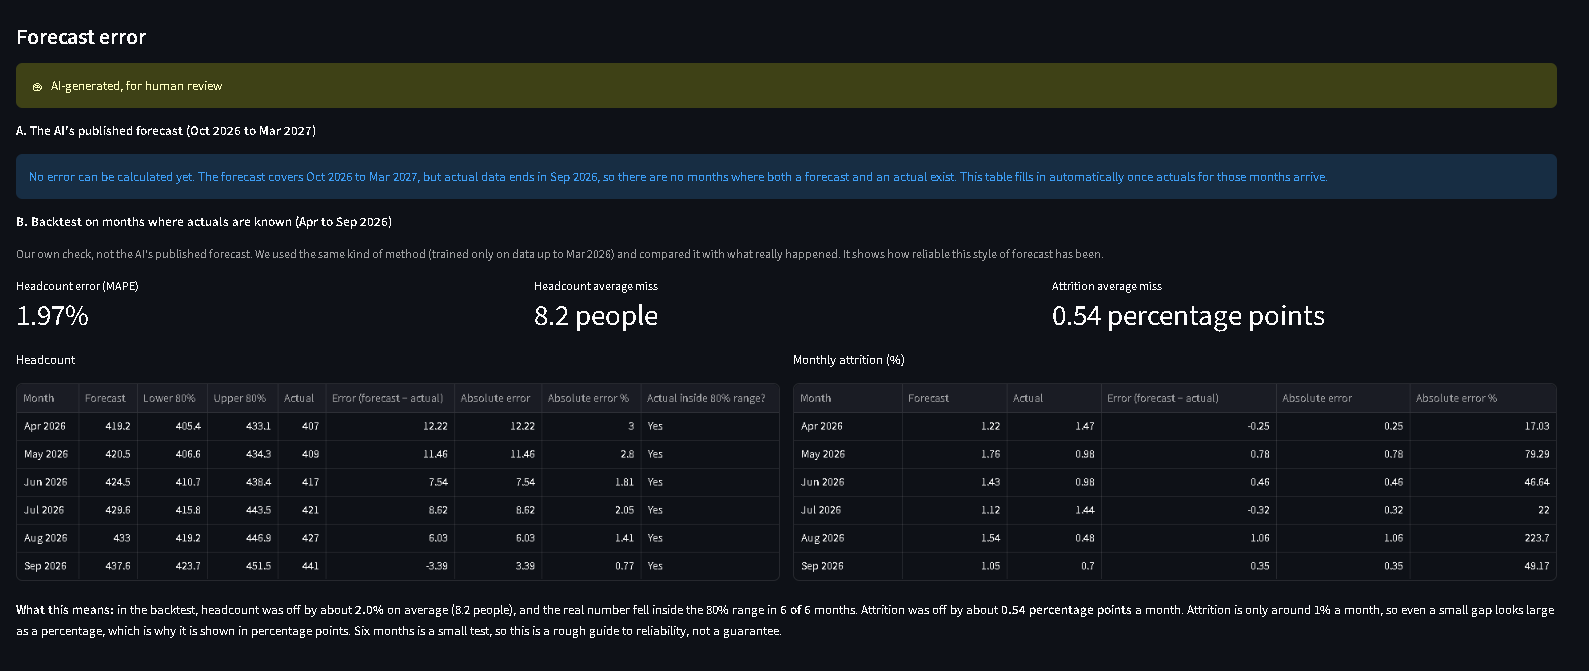 Forecast error
AI-generated, for human review
A. The AI's published forecast (Oct 2026 to Mar 2027)
No error can be calculated yet. The forecast covers Oct 2026 to Mar 2027, but actual data ends in Sep 2026, so there are no months where both a forecast and an actual exist. This table fills in automatically once actuals for those months arrive.
B. Backtest on months where actuals are known (Apr to Sep 2026)
Our own check, not the AI's published forecast. We used the same kind of method (trained only on data up to Mar 2026) and compared it with what really happened. It shows how reliable this style of forecast has been.
Headcount error (MAPE) Headcount average miss Attrition average miss
1.97% 8.2 people 0.54 percentage points
Headcount
Month Forecast Lower 80% Upper 80% Actual Error (forecast – actual) Absolute error Absolute error % Actual inside 80% range?
Apr 2026 419.2 405.4 433.1 407 12.22 12.22 3 Yes
May 2026 420.5 406.6 434.3 409 11.46 11.46 2.8 Yes
Jun 2026 424.5 410.7 438.4 417 7.54 7.54 1.81 Yes
Jul 2026 429.6 415.8 443.5 421 8.62 8.62 2.05 Yes
Aug 2026 433 419.2 446.9 427 6.03 6.03 1.41 Yes
Sep 2026 437.6 423.7 451.5 441 -3.39 3.39 0.77 Yes
Monthly attrition (%)
Month Forecast Actual Error (forecast – actual) Absolute error Absolute error %
Apr 2026 1.22 1.47 -0.25 0.25 17.03
May 2026 1.76 0.98 0.78 0.78 79.29
Jun 2026 1.43 0.98 0.46 0.46 46.64
Jul 2026 1.12 1.44 -0.32 0.32 22
Aug 2026 1.54 0.48 1.06 1.06 223.7
Sep 2026 1.05 0.7 0.35 0.35 49.17
What this means: in the backtest, headcount was off by about 2.0% on average (8.2 people), and the real number fell inside the 80% range in 6 of 6 months. Attrition was off by about 0.54 percentage points a month. Attrition is only around 1% a month, so even a small gap looks large
as a percentage, which is why it is shown in percentage points. Six months is a small test, so this is a rough guide to reliability, not a guarantee.